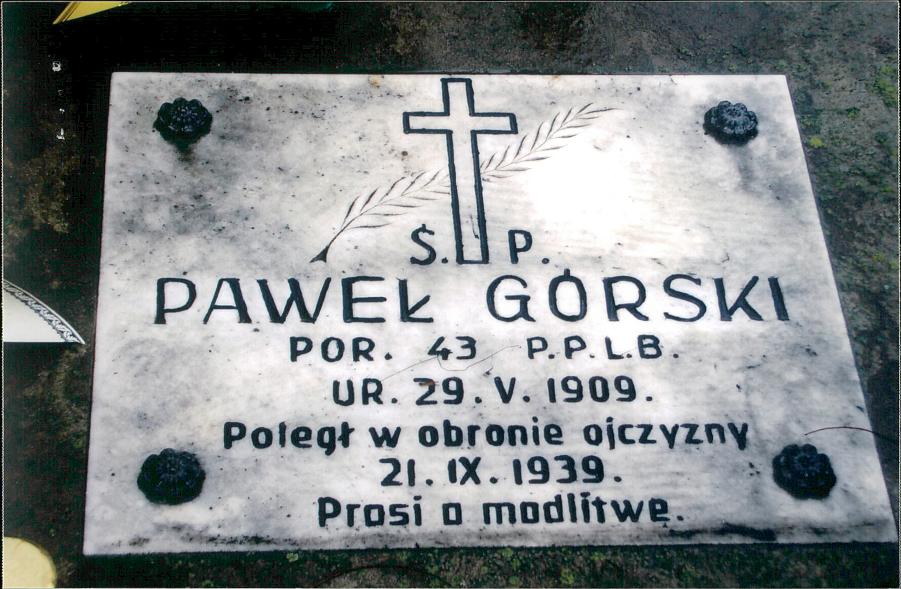 Ś. P.
PAWEŁ GÓRSKI
POR. 43 P.P.L.B.
UR. 29. V. 1909.
Poległ w obronie ojczyzny
21. IX. 1939.
Prosi o modlitwę.